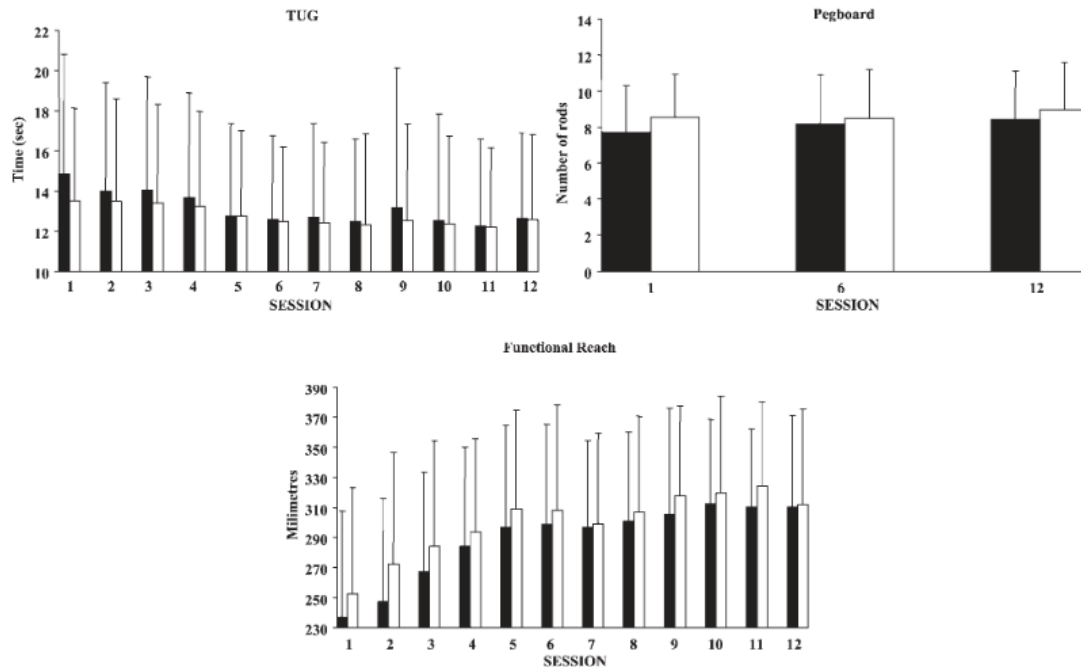 TUG
22
20
18
16
14
12
10
Time (sec)
1 2 3 4 5 6 7 8 9 10 11 12
SESSION
Pegboard
14
12
10
8
6
4
2
0
Number of rods
1 6 12
SESSION
Functional Reach
390
370
350
330
310
290
270
250
230
Milimetres
1 2 3 4 5 6 7 8 9 10 11 12
SESSION